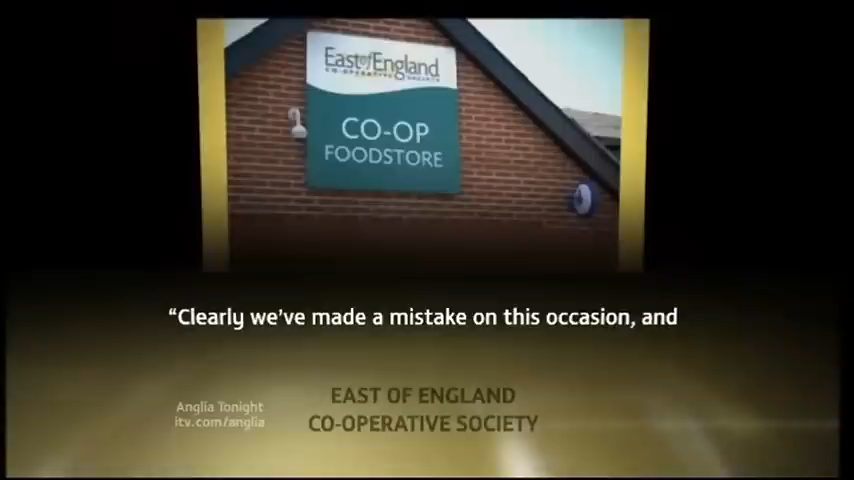 East of England
CO-OPERATIVE SOCIETY
CO-OP
FOODSTORE
“Clearly we’ve made a mistake on this occasion, and
EAST OF ENGLAND
CO-OPERATIVE SOCIETY
Anglia Tonight
itv.com/anglia